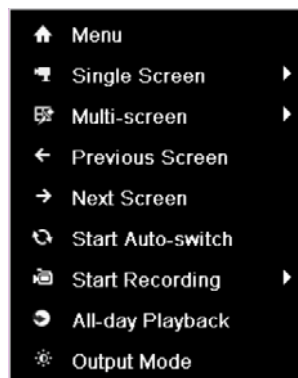 Menu
Single Screen
Multi-screen
Previous Screen
Next Screen
Start Auto-switch
Start Recording
All-day Playback
Output Mode